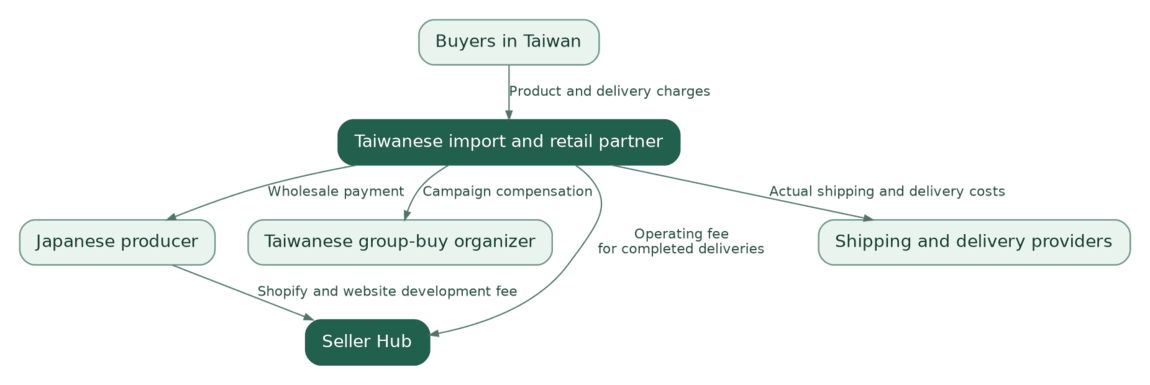 Buyers in Taiwan
Product and delivery charges
Taiwanese import and retail partner
Wholesale payment
Campaign compensation
Actual shipping and delivery costs
Operating fee
for completed deliveries
Japanese producer
Taiwanese group-buy organizer
Shipping and delivery providers
Shopify and website development fee
Seller Hub